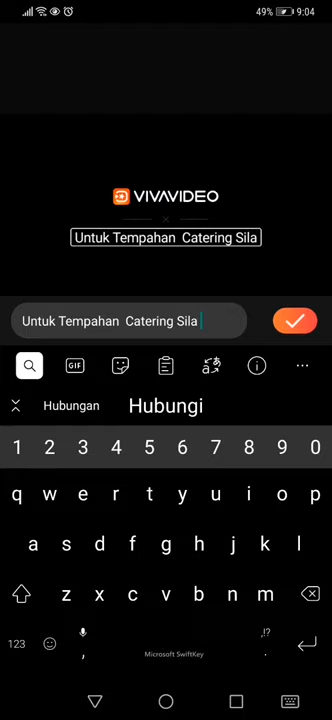 49% 9:04
VIVAVIDEO
Untuk Tempahan  Catering Sila
Untuk Tempahan  Catering Sila
GIF
Hubungan Hubungi
1 2 3 4 5 6 7 8 9 0
q w e r t y u i o p
a s d f g h j k l
z x c v b n m
123 , Microsoft SwiftKey ,!? .